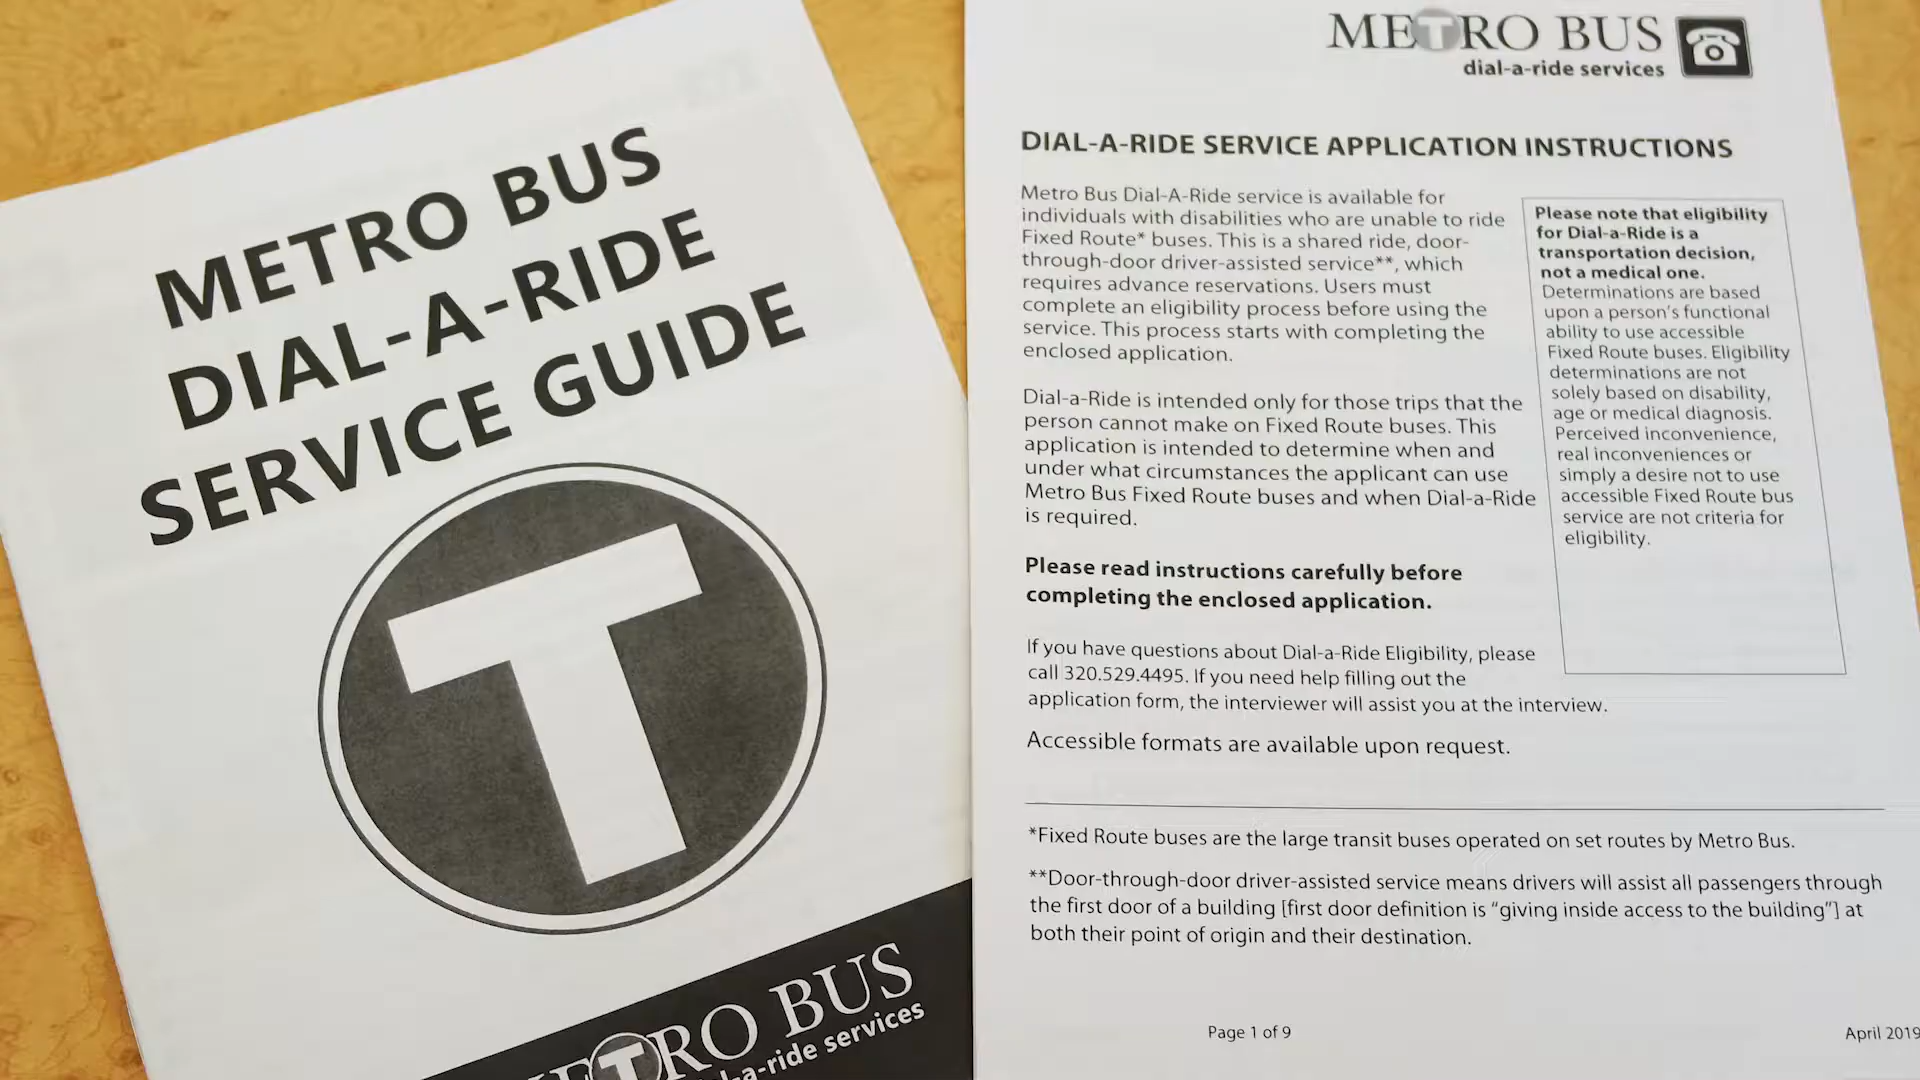 METRO BUS
DIAL-A-RIDE
SERVICE GUIDE
T
METRO BUS
dial-a-ride services
METRO BUS
dial-a-ride services
DIAL-A-RIDE SERVICE APPLICATION INSTRUCTIONS
Metro Bus Dial-A-Ride service is available for
individuals with disabilities who are unable to ride
Fixed Route* buses. This is a shared ride, door-
through-door driver-assisted service**, which
requires advance reservations. Users must
complete an eligibility process before using the
service. This process starts with completing the
enclosed application.
Dial-a-Ride is intended only for those trips that the
person cannot make on Fixed Route buses. This
application is intended to determine when and
under what circumstances the applicant can use
Metro Bus Fixed Route buses and when Dial-a-Ride
is required.
Please read instructions carefully before
completing the enclosed application.
If you have questions about Dial-a-Ride Eligibility, please
call 320.529.4495. If you need help filling out the
application form, the interviewer will assist you at the interview.
Accessible formats are available upon request.
Please note that eligibility
for Dial-a-Ride is a
transportation decision,
not a medical one.
Determinations are based
upon a person's functional
ability to use accessible
Fixed Route buses. Eligibility
determinations are not
solely based on disability,
age or medical diagnosis.
Perceived inconvenience,
real inconveniences or
simply a desire not to use
accessible Fixed Route bus
service are not criteria for
eligibility.
*Fixed Route buses are the large transit buses operated on set routes by Metro Bus.
**Door-through-door driver-assisted service means drivers will assist all passengers through
the first door of a building [first door definition is “giving inside access to the building”] at
both their point of origin and their destination.
Page 1 of 9
April 2019